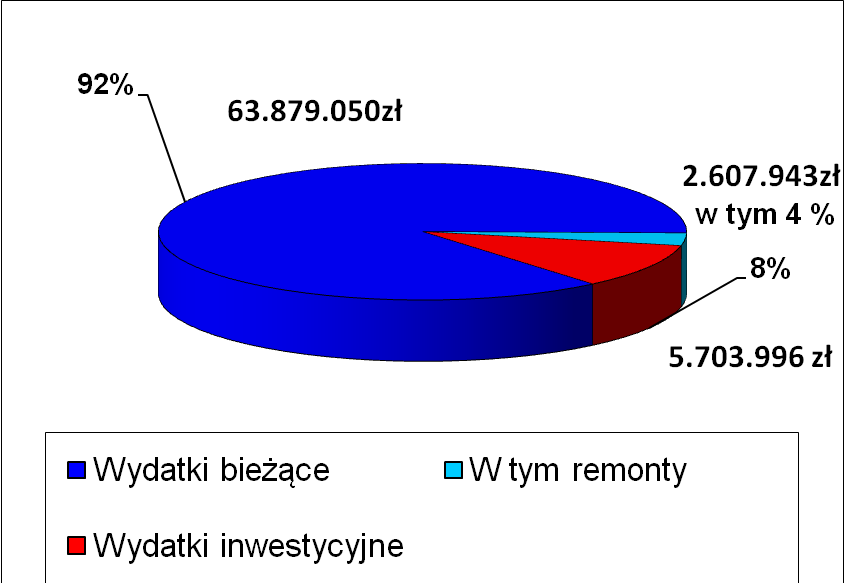 92%
63.879.050zł
2.607.943zł
w tym 4 %
8%
5.703.996 zł
Wydatki bieżące
W tym remonty
Wydatki inwestycyjne